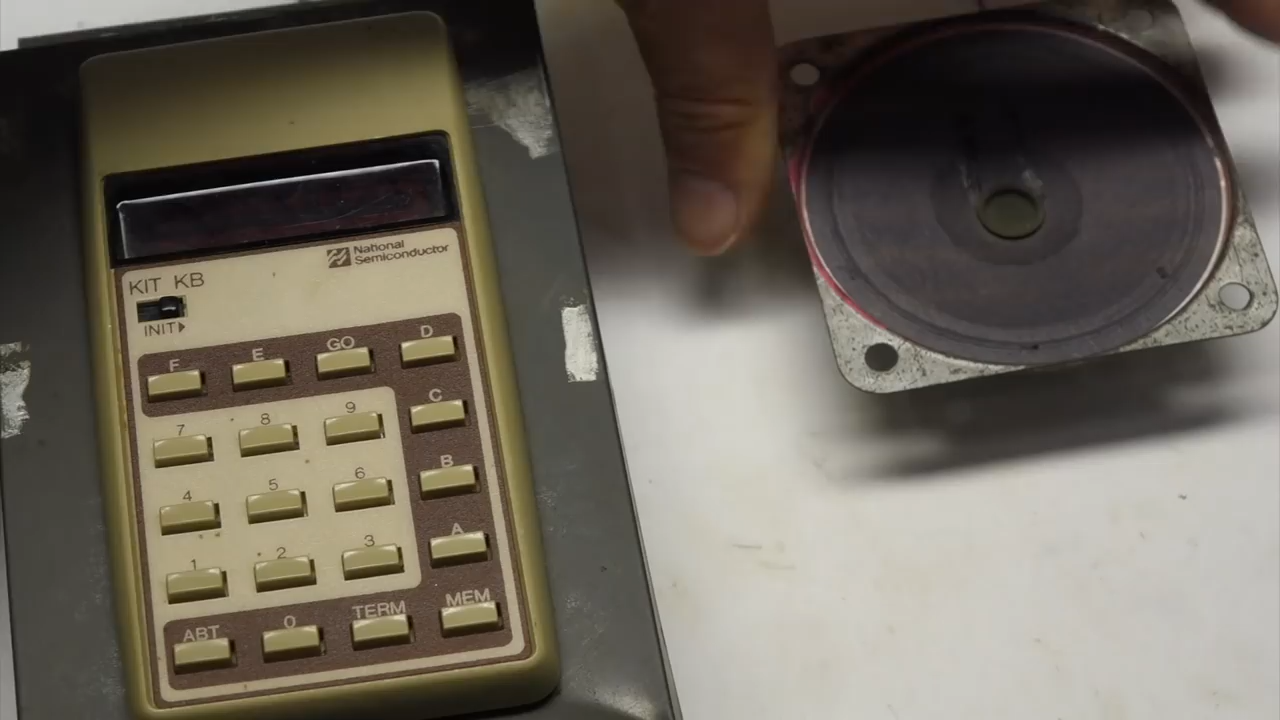 National
Semiconductor
KIT KB
INIT▶
F E GO D
7 8 9 C
4 5 6 B
1 2 3 A
ABT 0 TERM MEM